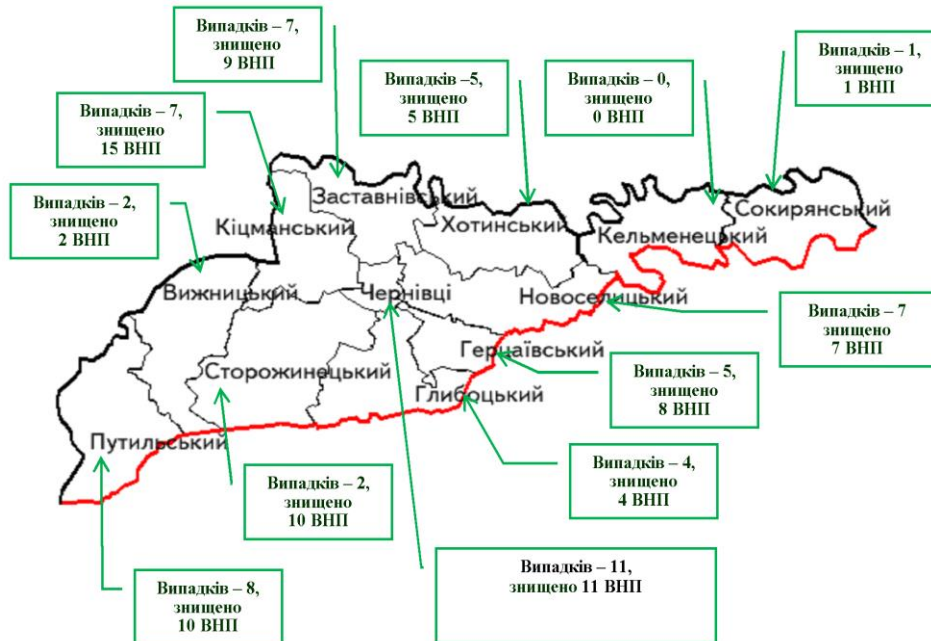 Випадків – 7,
знищено
9 ВНП
Випадків –5,
знищено
5 ВНП
Випадків – 0,
знищено
0 ВНП
Випадків – 1,
знищено
1 ВНП
Випадків – 7,
знищено
15 ВНП
Випадків – 2,
знищено
2 ВНП
Заставнівський
Кіцманський
Хотинський
Сокирянський
Кельменецький
Вижницький
Чернівці
Новоселицький
Герцаївський
Сторожинецький
Глибоцький
Путильський
Випадків – 7
знищено
7 ВНП
Випадків – 5,
знищено
8 ВНП
Випадків – 4,
знищено
4 ВНП
Випадків – 2,
знищено
10 ВНП
Випадків – 11,
знищено 11 ВНП
Випадків – 8,
знищено
10 ВНП